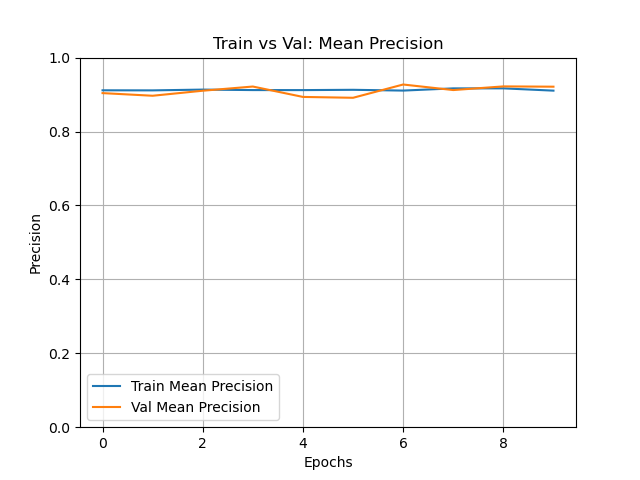 Train vs Val: Mean Precision
1.0
0.8
0.6
0.4
0.2
0.0
Precision
Train Mean Precision
Val Mean Precision
0 2 4 6 8
Epochs